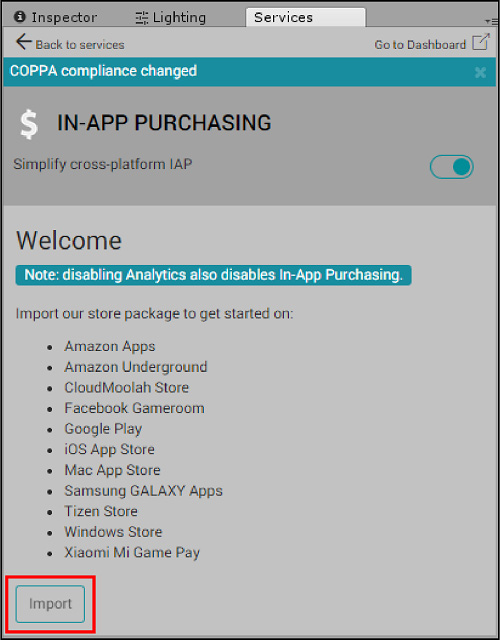 Inspector
Lighting
Services
Back to services
Go to Dashboard
COPPA compliance changed
$ IN-APP PURCHASING
Simplify cross-platform IAP
Welcome
Note: disabling Analytics also disables In-App Purchasing.
Import our store package to get started on:
• Amazon Apps
• Amazon Underground
• CloudMoolah Store
• Facebook Gameroom
• Google Play
• iOS App Store
• Mac App Store
• Samsung GALAXY Apps
• Tizen Store
• Windows Store
• Xiaomi Mi Game Pay
Import